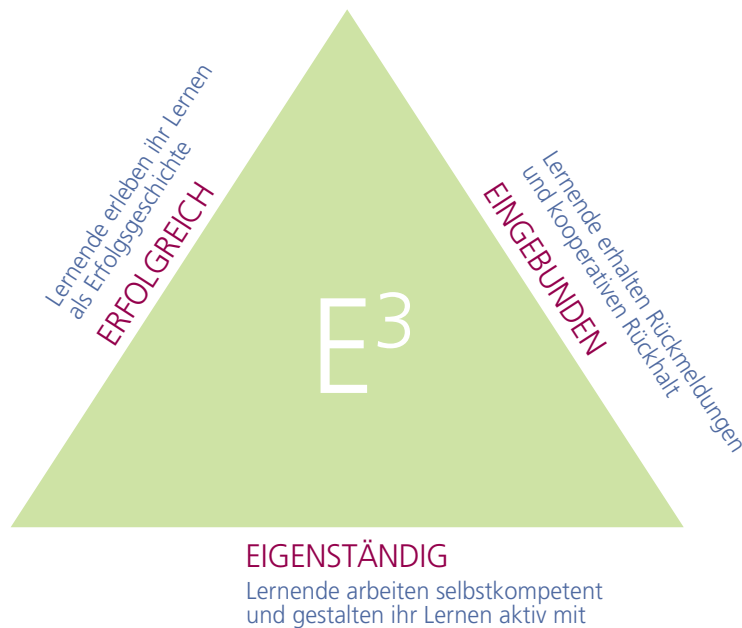 Lernende erleben ihr Lernen
als Erfolgsgeschichte
ERFOLGREICH
Lernende erhalten Rückmeldungen
und kooperativen Rückhalt
EINGEBUNDEN
E³
EIGENSTÄNDIG
Lernende arbeiten selbstkompetent
und gestalten ihr Lernen aktiv mit